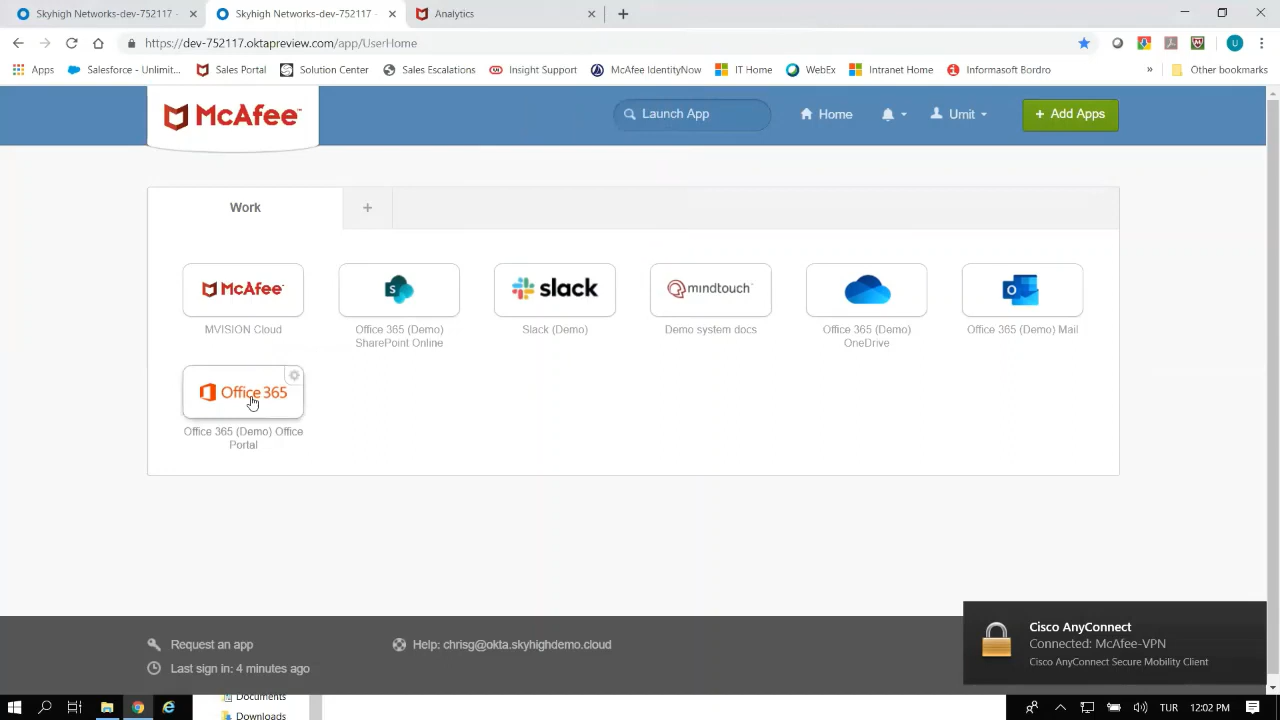 Skyhigh Networks-dev-752117
Skyhigh Networks-dev-752117
Analytics
https://dev-752117.oktapreview.com/app/UserHome
U
Apps
Salesforce - Unlimit...
Sales Portal
Solution Center
Sales Escalations
Insight Support
McAfee IdentityNow
IT Home
WebEx
Intranet Home
Informasoft Bordro
»
Other bookmarks
McAfee™
Launch App
Home
Umit
+ Add Apps
Work
+
McAfee
S
slack
mindtouch
O
MVISION Cloud
Office 365 (Demo)
SharePoint Online
Slack (Demo)
Demo system docs
Office 365 (Demo)
OneDrive
Office 365 (Demo) Mail
Office 365
Office 365 (Demo) Office
Portal
Request an app
Help: chrisg@okta.skyhighdemo.cloud
Last sign in: 4 minutes ago
Cisco AnyConnect
Connected: McAfee-VPN
Cisco AnyConnect Secure Mobility Client
Documents
Downloads
TUR
12:02 PM